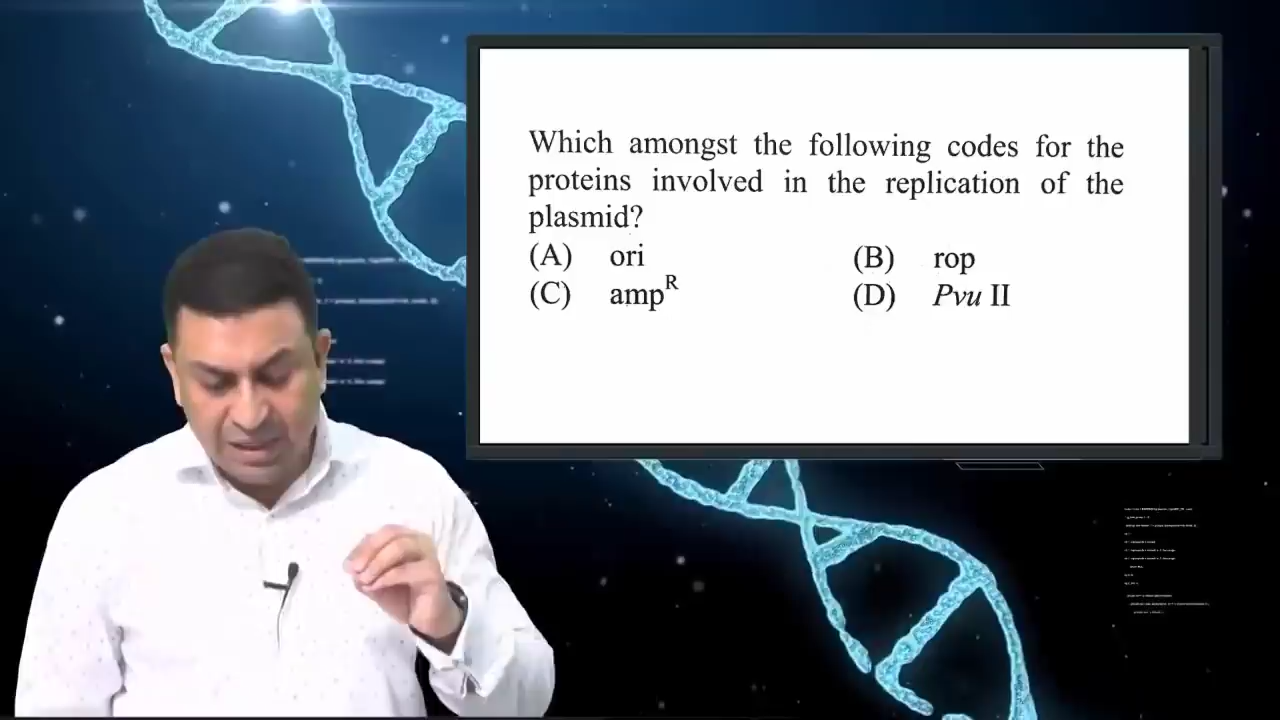 Which amongst the following codes for the
proteins involved in the replication of the
plasmid?
(A) ori (B) rop
(C) amp^R (D) Pvu II